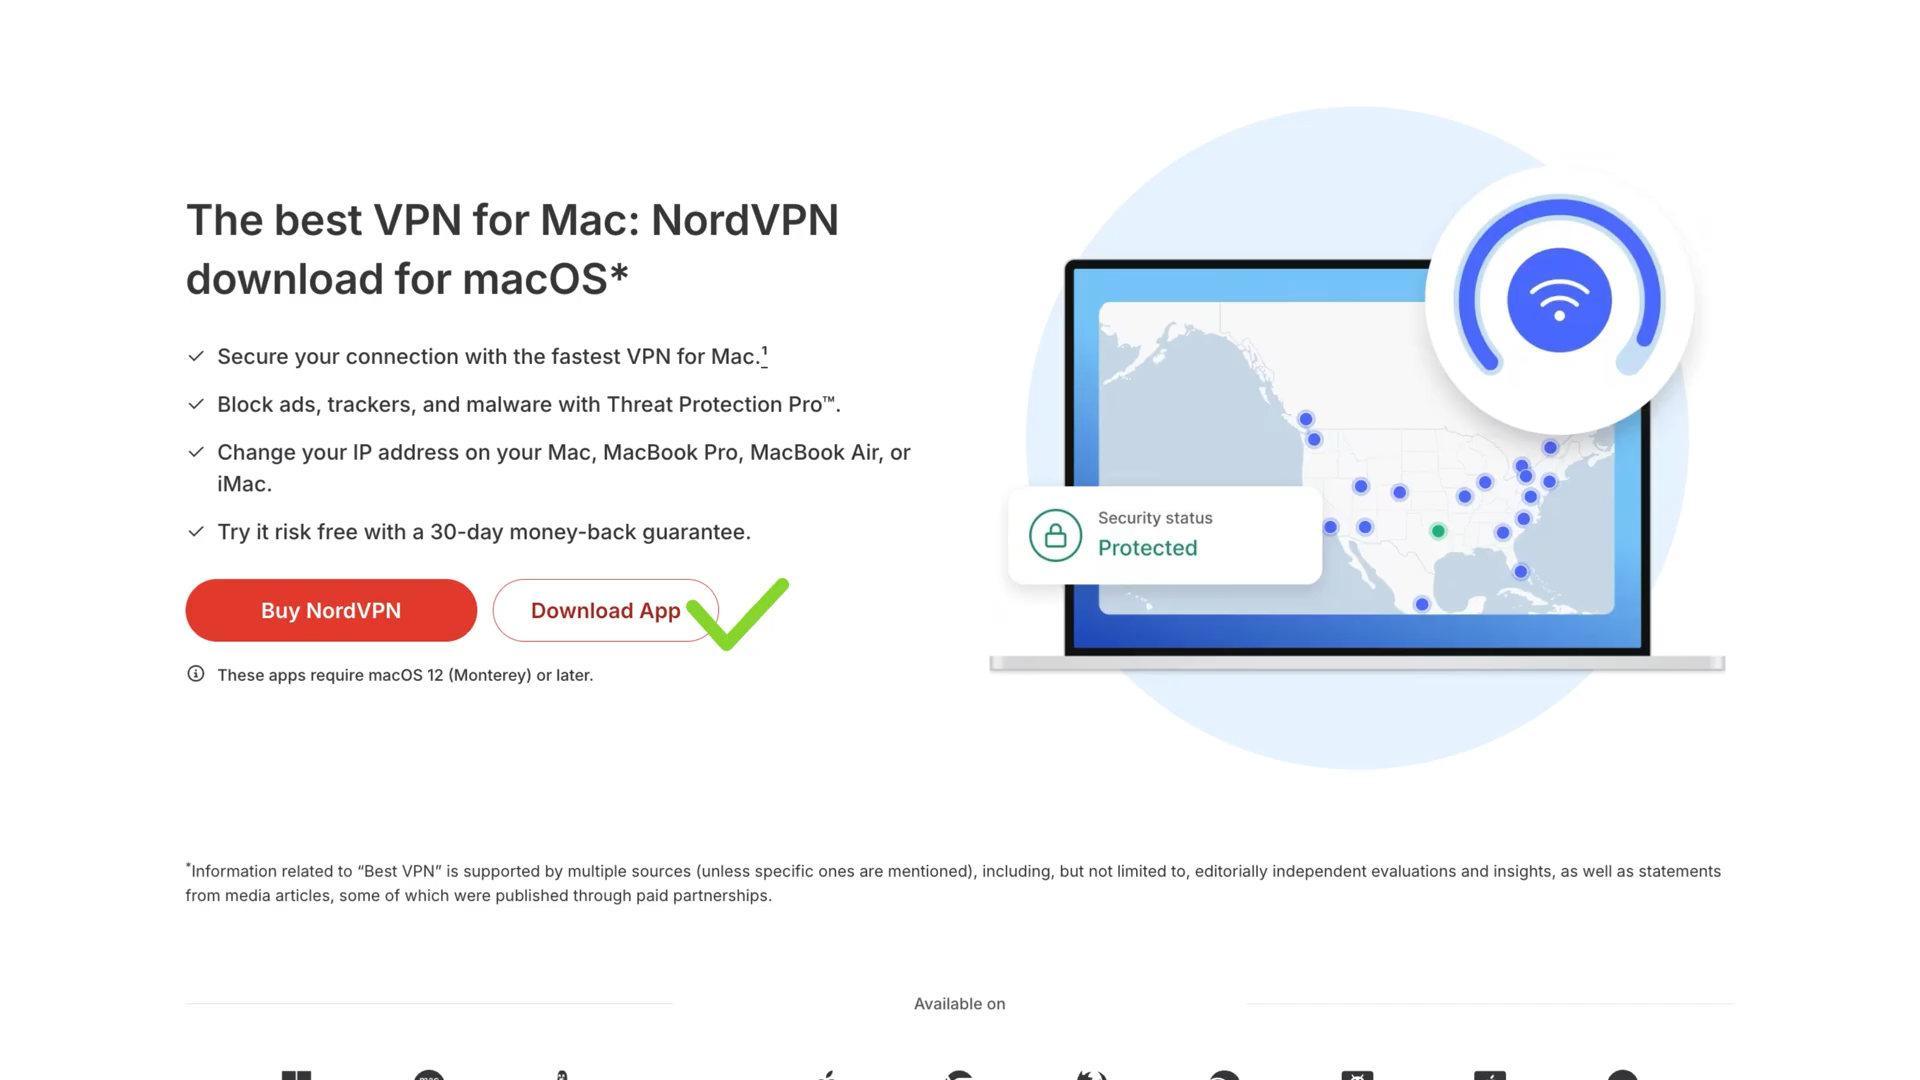 The best VPN for Mac: NordVPN
download for macOS*
Secure your connection with the fastest VPN for Mac.¹
Block ads, trackers, and malware with Threat Protection Pro™.
Change your IP address on your Mac, MacBook Pro, MacBook Air, or
iMac.
Try it risk free with a 30-day money-back guarantee.
Buy NordVPN
Download App
These apps require macOS 12 (Monterey) or later.
Security status
Protected
*Information related to “Best VPN” is supported by multiple sources (unless specific ones are mentioned), including, but not limited to, editorially independent evaluations and insights, as well as statements
from media articles, some of which were published through paid partnerships.
Available on